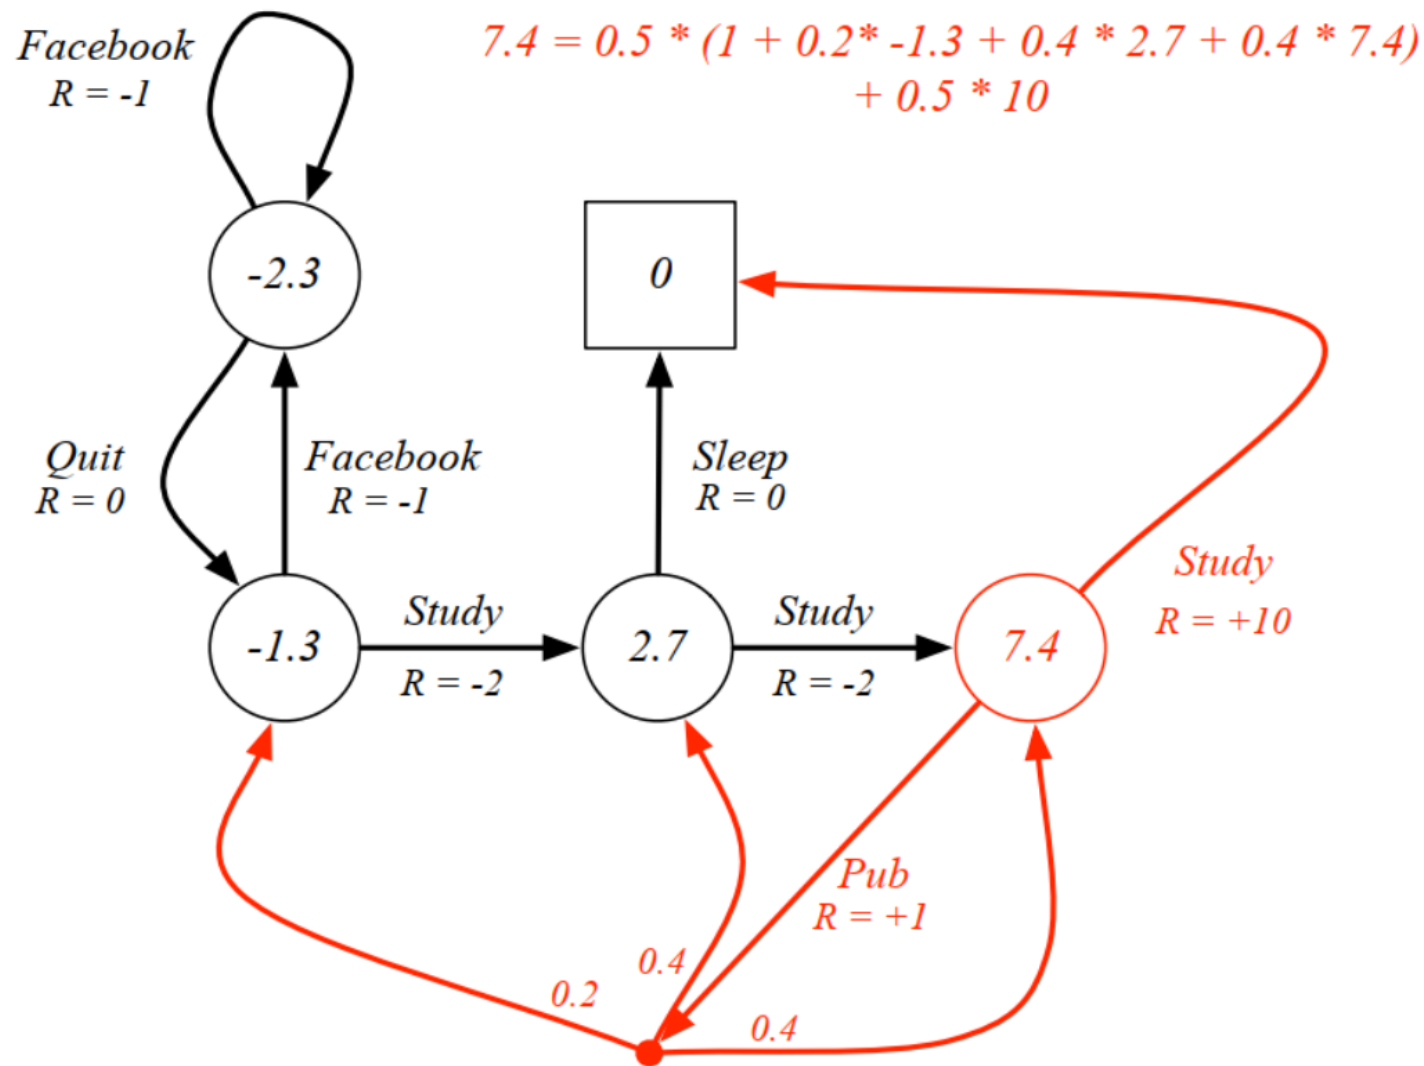 Facebook
R = -1
7.4 = 0.5 * (1 + 0.2* -1.3 + 0.4 * 2.7 + 0.4 * 7.4)
+ 0.5 * 10
-2.3
0
Quit
R = 0
Facebook
R = -1
Sleep
R = 0
Study
R = +10
-1.3
Study
R = -2
2.7
Study
R = -2
7.4
Pub
R = +1
0.2
0.4
0.4